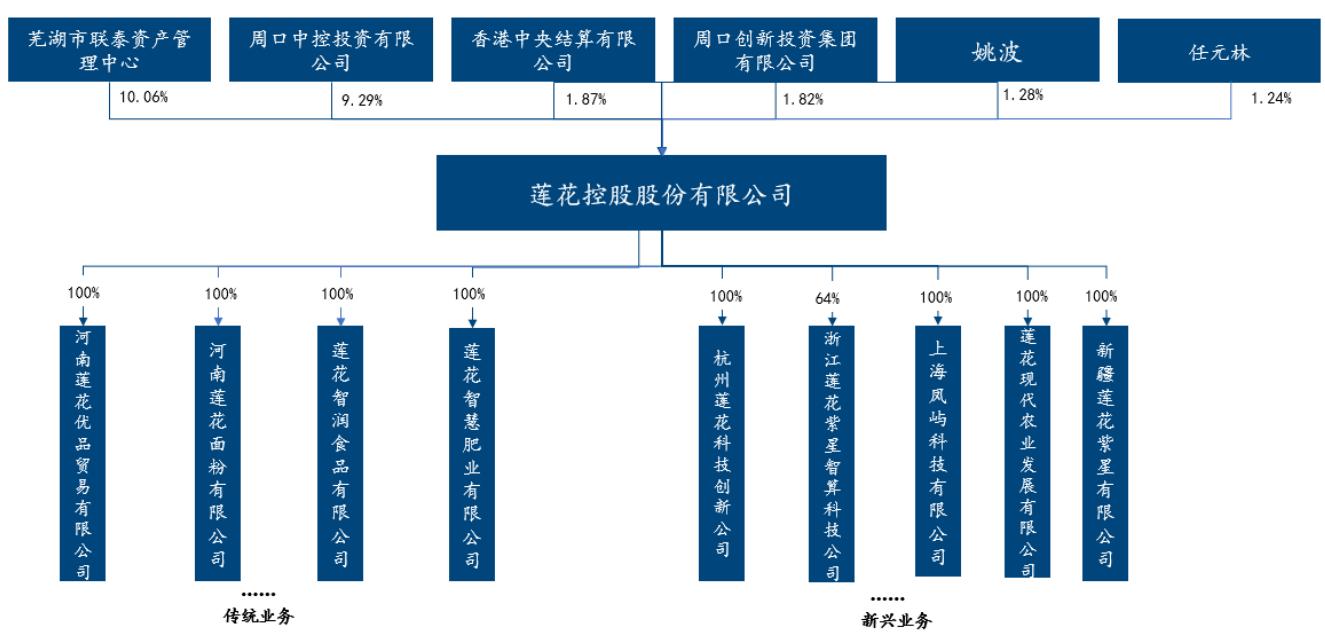 芜湖市联泰资产管
理中心
周口中控投资有限
公司
香港中央结算有限
公司
周口创新投资集团
有限公司
姚波
任元林
10.06%
9.29%
1.87%
1.82%
1.28%
1.24%
莲花控股股份有限公司
100%
100%
100%
100%
100%
64%
100%
100%
100%
河南莲花优品贸易有限公司
河南莲花面粉有限公司
莲花智润食品有限公司
莲花智慧肥业有限公司
杭州莲花科技创新公司
浙江莲花紫星智算科技公司
上海凤屿科技有限公司
莲花现代农业发展有限公司
新疆莲花紫星有限公司
……
传统业务
……
新兴业务